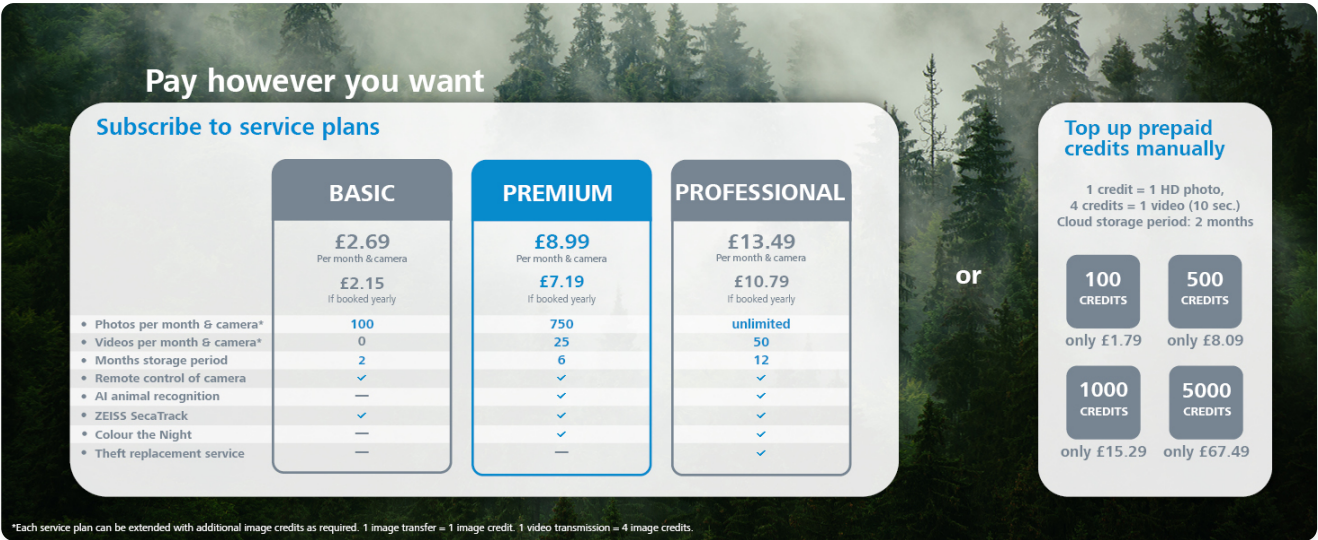 Pay however you want
Subscribe to service plans
BASIC PREMIUM PROFESSIONAL
£2.69 £8.99 £13.49
Per month & camera Per month & camera Per month & camera
£2.15 £7.19 £10.79
If booked yearly If booked yearly If booked yearly
• Photos per month & camera* 100 750 unlimited
• Videos per month & camera* 0 25 50
• Months storage period 2 6 12
• Remote control of camera ✓ ✓ ✓
• AI animal recognition — ✓ ✓
• ZEISS SecaTrack ✓ ✓ ✓
• Colour the Night — ✓ ✓
• Theft replacement service — — ✓
or
Top up prepaid
credits manually
1 credit = 1 HD photo,
4 credits = 1 video (10 sec.)
Cloud storage period: 2 months
100 500
CREDITS CREDITS
only £1.79 only £8.09
1000 5000
CREDITS CREDITS
only £15.29 only £67.49
*Each service plan can be extended with additional image credits as required. 1 image transfer = 1 image credit. 1 video transmission = 4 image credits.